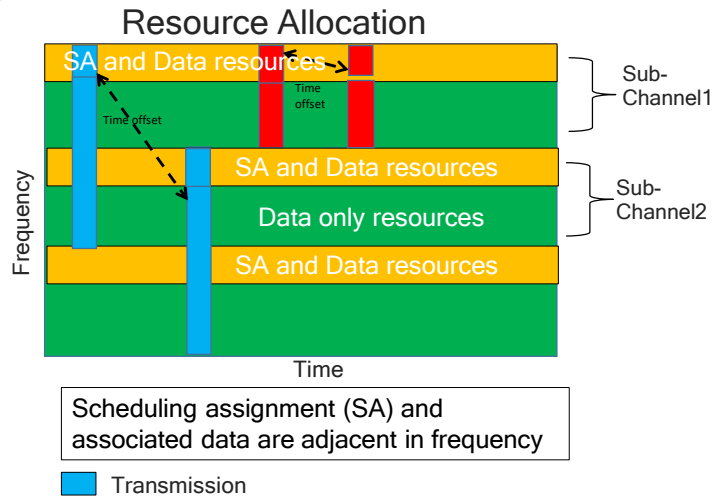 Resource Allocation
SA and Data resources
Time offset
Time
offset
Sub-
Channel1
SA and Data resources
Data only resources
Sub-
Channel2
SA and Data resources
Frequency
Time
Scheduling assignment (SA) and
associated data are adjacent in frequency
Transmission